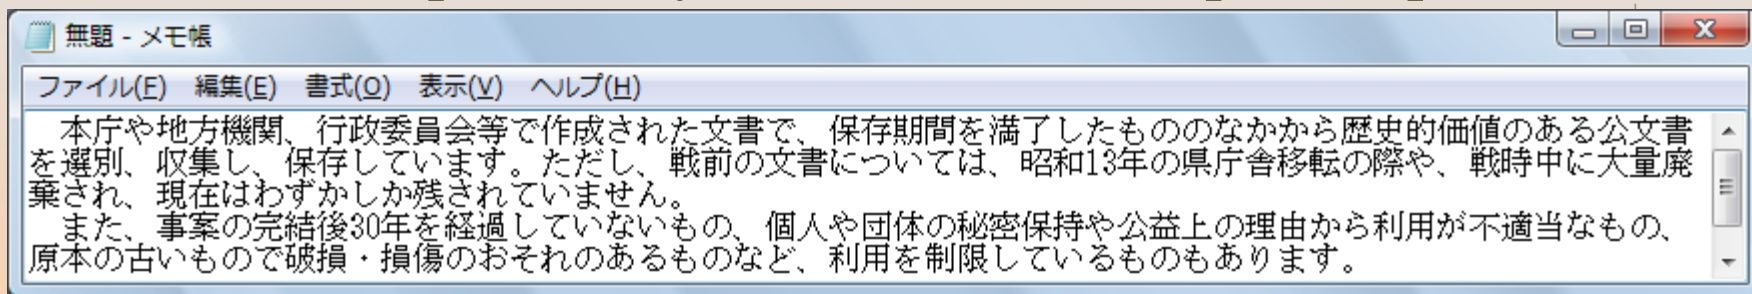 無題 - メモ帳
ファイル(F) 編集(E) 書式(O) 表示(V) ヘルプ(H)
　本庁や地方機関、行政委員会等で作成された文書で、保存期間を満了したもののなかから歴史的価値のある公文書
を選別、収集し、保存しています。ただし、戦前の文書については、昭和13年の県庁舎移転の際や、戦時中に大量廃
棄され、現在はわずかしか残されていません。
　また、事案の完結後30年を経過していないもの、個人や団体の秘密保持や公益上の理由から利用が不適当なもの、
原本の古いもので破損・損傷のおそれのあるものなど、利用を制限しているものもあります。